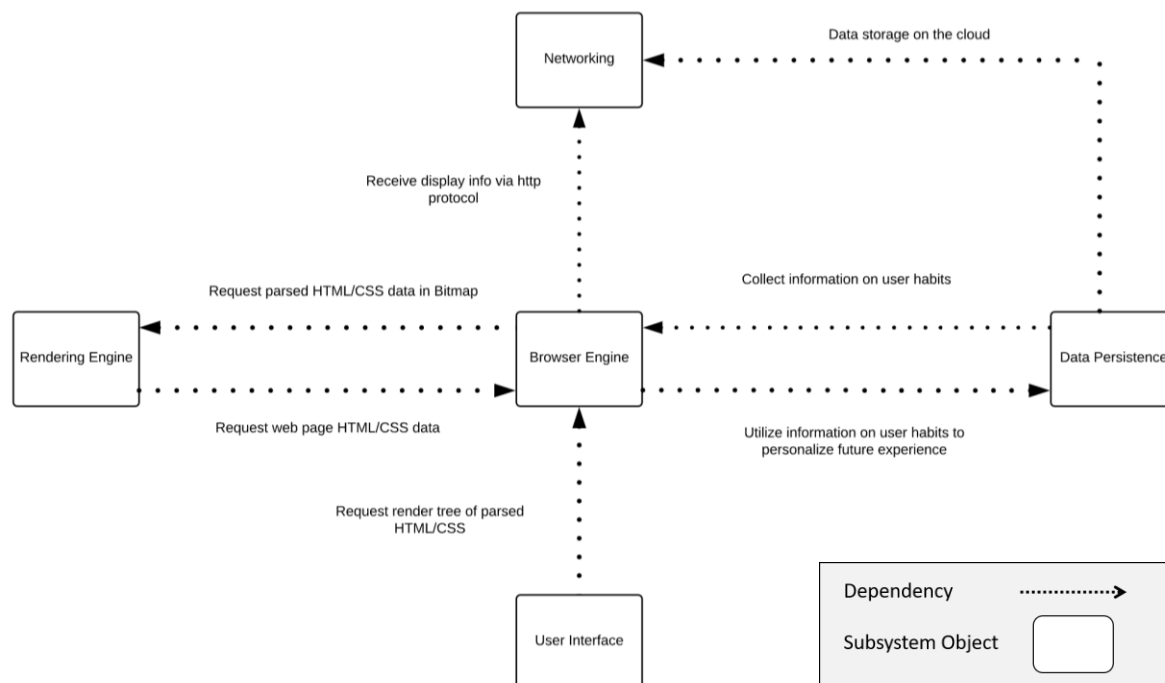 Data storage on the cloud
Networking
Receive display info via http
protocol
Request parsed HTML/CSS data in Bitmap
Collect information on user habits
Rendering Engine
Browser Engine
Data Persistence
Request web page HTML/CSS data
Utilize information on user habits to
personalize future experience
Request render tree of parsed
HTML/CSS
User Interface
Dependency
Subsystem Object